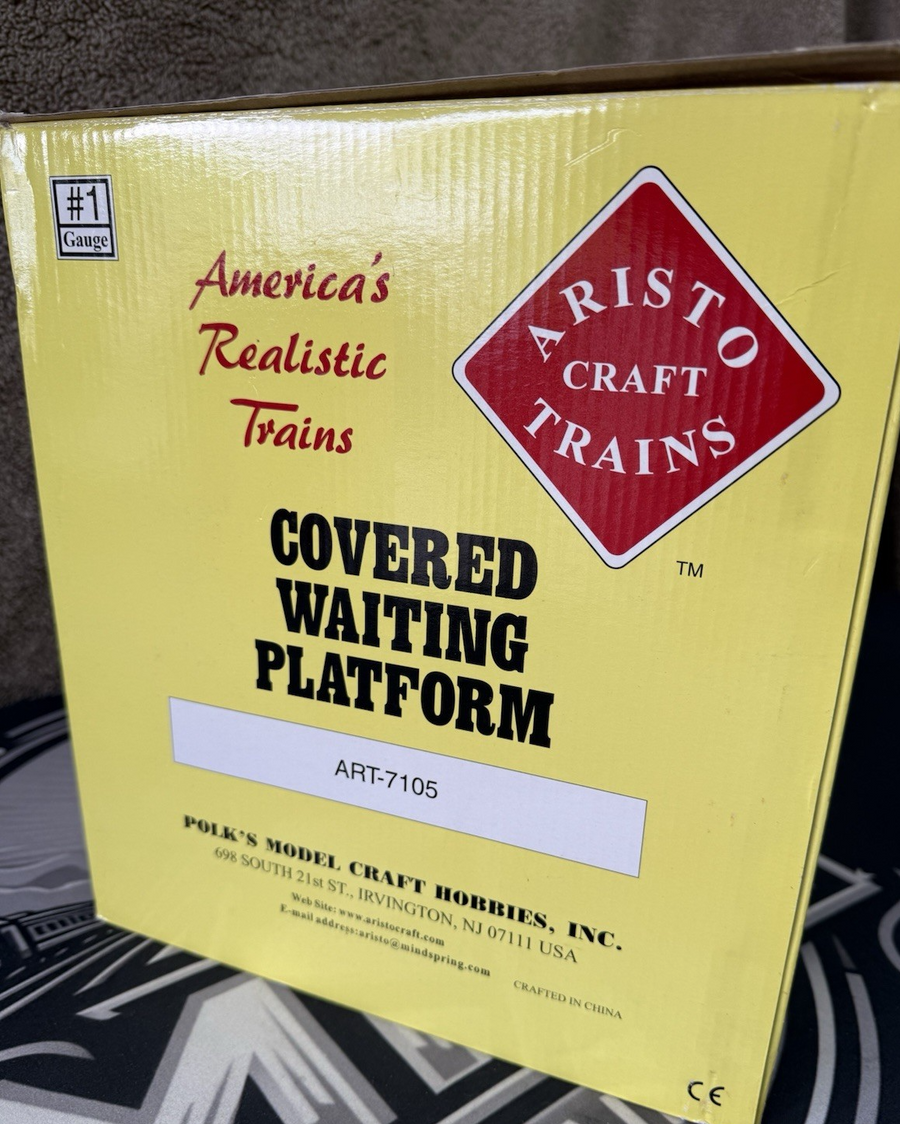 #1
Gauge
America's
Realistic
Trains
ARISTO
CRAFT
TRAINS
TM
COVERED
WAITING
PLATFORM
ART-7105
POLK'S MODEL CRAFT HOBBIES, INC.
698 SOUTH 21st ST., IRVINGTON, NJ 07111 USA
Web Site: www.aristocraft.com
E-mail address:aristo@mindspring.com
CRAFTED IN CHINA
CE